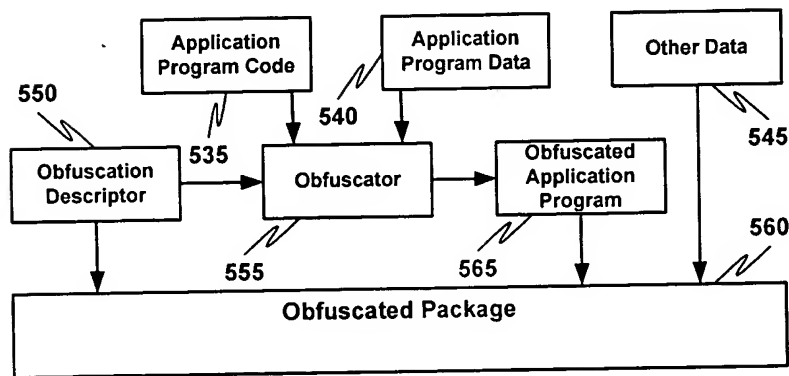 Application
Program Code
Application
Program Data
Other Data
550
535
540
545
Obfuscation
Descriptor
Obfuscator
Obfuscated
Application
Program
555
565
560
Obfuscated Package